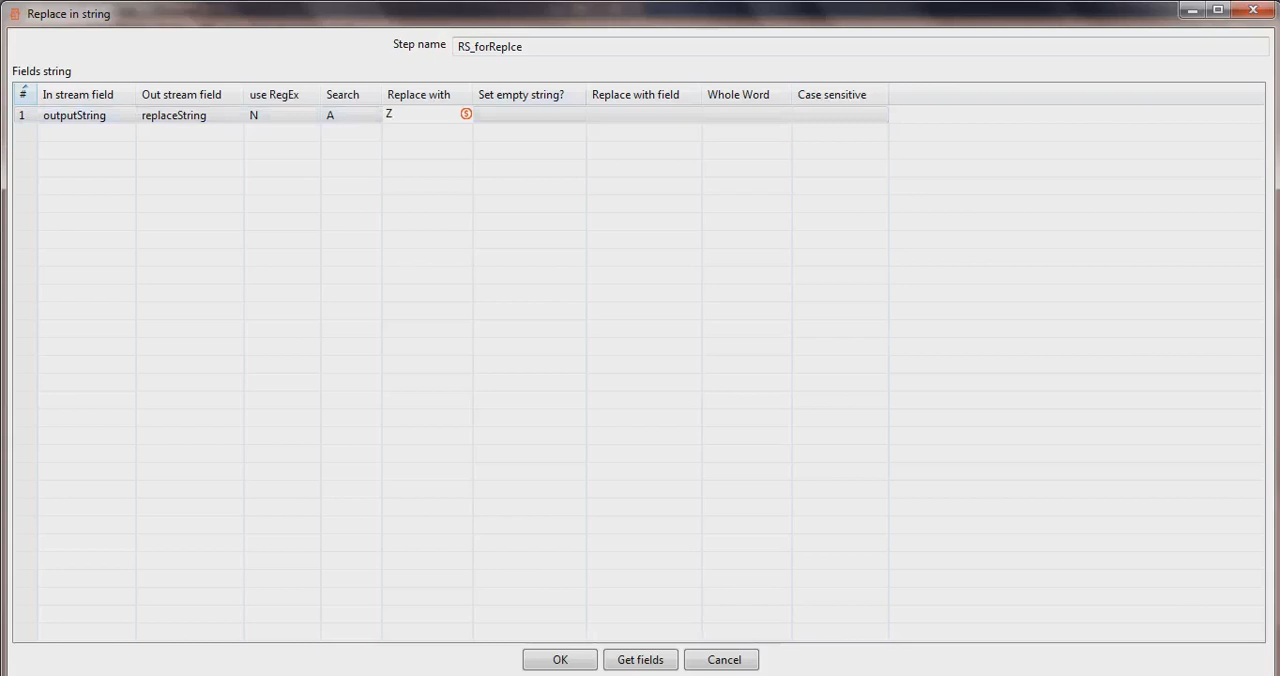 Replace in string
Step name RS_forReplce
Fields string
# In stream field Out stream field use RegEx Search Replace with Set empty string? Replace with field Whole Word Case sensitive
1 outputString replaceString N A Z
OK Get fields Cancel